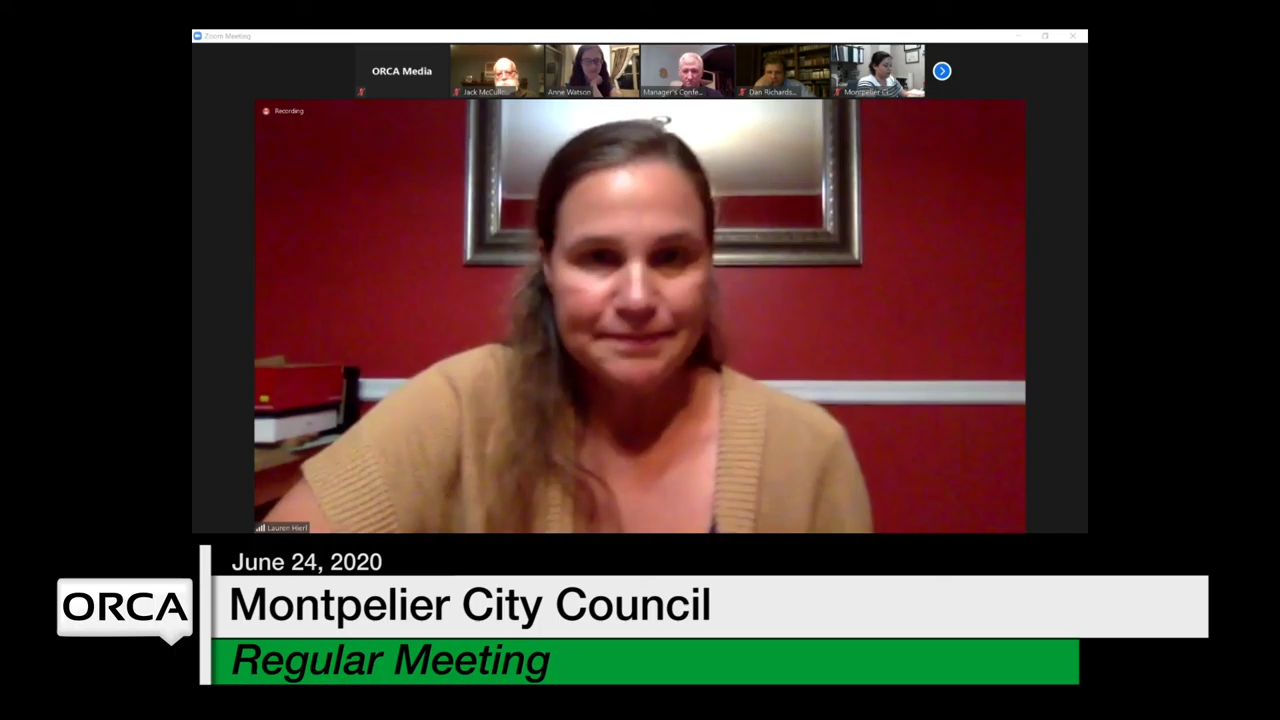 Zoom Meeting
ORCA Media
Jack McCullo...
Anne Watson
Manager's Confe...
Dan Richards...
Montpelier Ci...
Recording
Lauren Hierl
June 24, 2020
ORCA
Montpelier City Council
Regular Meeting